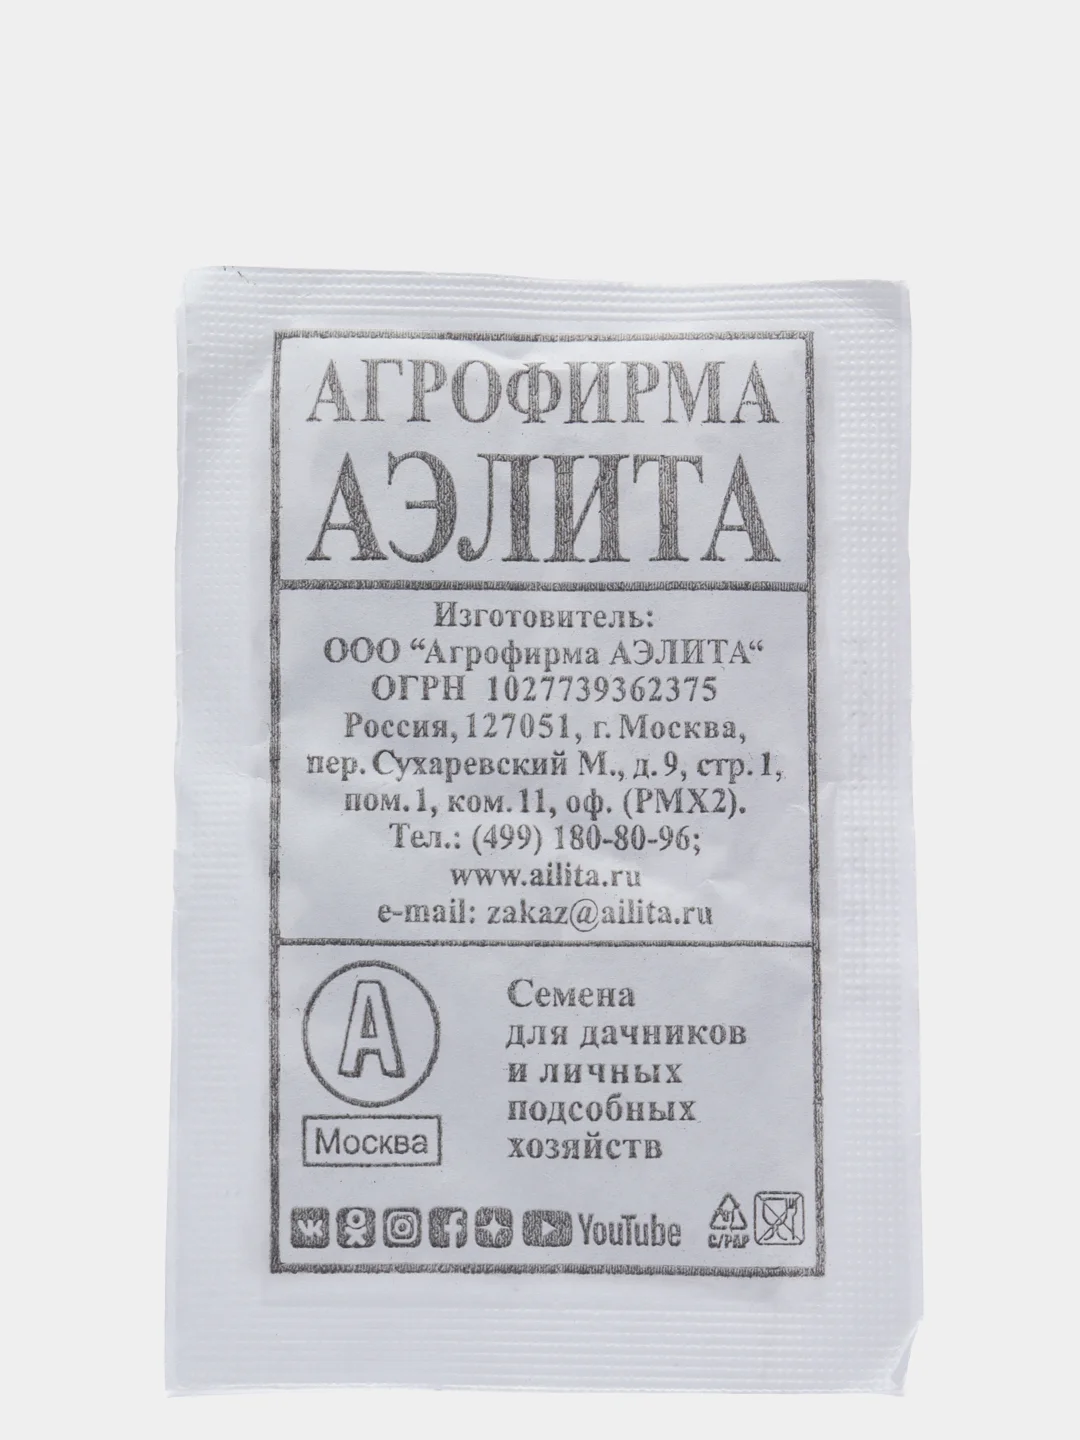 АГРОФИРМА
АЭЛИТА
Изготовитель:
ООО “Агрофирма АЭЛИТА“
ОГРН 1027739362375
Россия, 127051, г. Москва,
пер. Сухаревский М., д. 9, стр. 1,
пом. 1, ком. 11, оф. (РМХ2).
Тел.: (499) 180-80-96;
www.ailita.ru
e-mail: zakaz@ailita.ru
А
Москва
Семена
для дачников
и личных
подсобных
хозяйств
YouTube
C/PAP